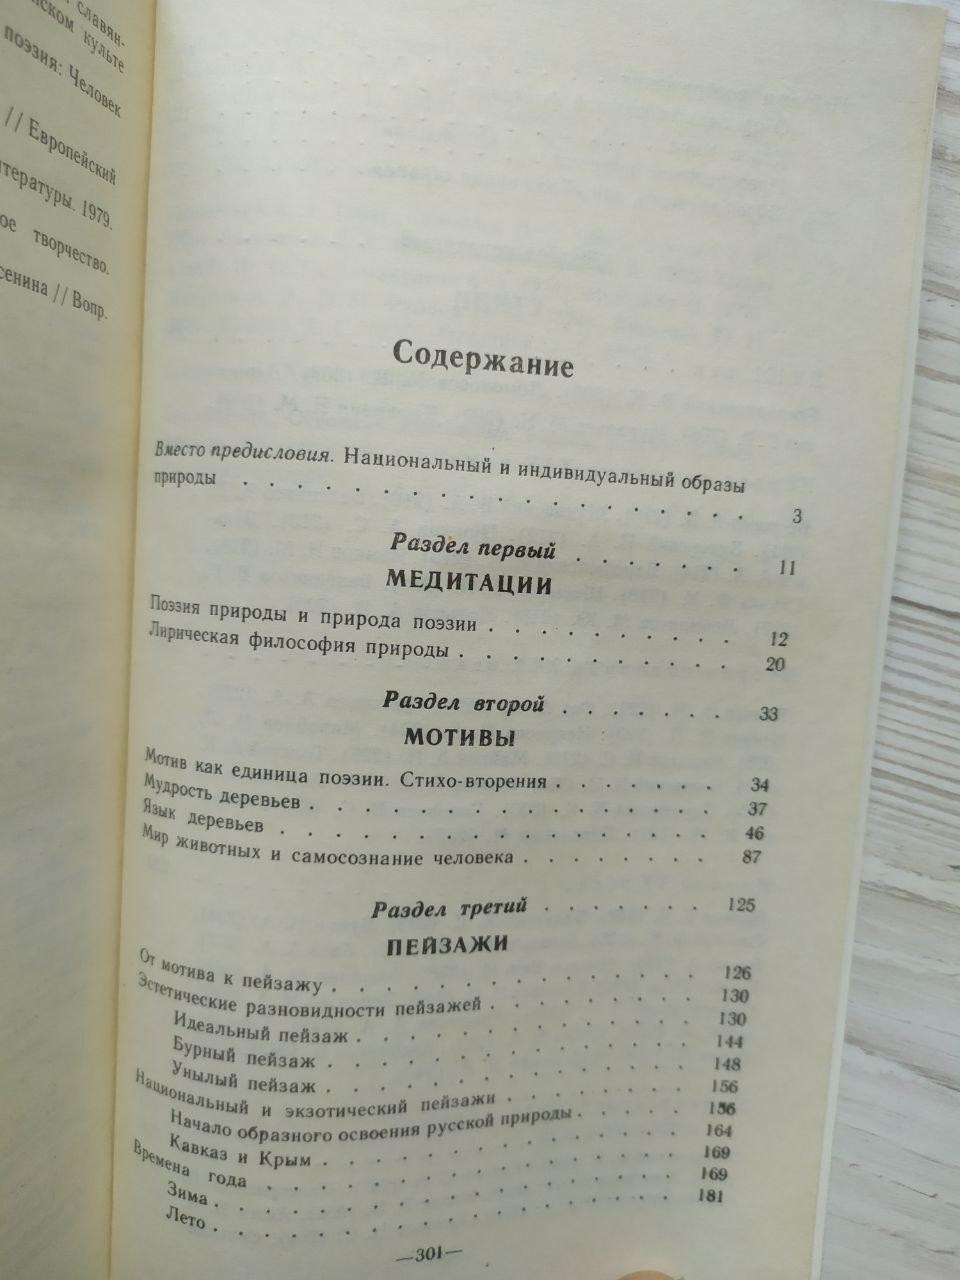 славян-
культе
поэзия: Человек
// Европейский
литературы. 1979.
творчество.
// Вопр.
Содержание
Вместо предисловия. Национальный и индивидуальный образы
природы . . . . . . . . . . . . . . . . . . 3
Раздел первый . . . . . . . 11
МЕДИТАЦИИ
Поэзия природы и природа поэзии . . . . . . . . . . 12
Лирическая философия природы . . . . . . . . . . . 20
Раздел второй . . . . . . . 33
МОТИВЫ
Мотив как единица поэзии. Стихо-вторения . . . . . . . 34
Мудрость деревьев . . . . . . . . . . . . . . . 37
Язык деревьев . . . . . . . . . . . . . . . . 46
Мир животных и самосознание человека . . . . . . . . 87
Раздел третий . . . . . . . 125
ПЕЙЗАЖИ
От мотива к пейзажу . . . . . . . . . . . . . . 126
Эстетические разновидности пейзажей . . . . . . . . 130
Идеальный пейзаж . . . . . . . . . . . . . 130
Бурный пейзаж . . . . . . . . . . . . . . 144
Унылый пейзаж . . . . . . . . . . . . . . 148
Национальный и экзотический пейзажи . . . . . . . . 156
Начало образного освоения русской природы . . . . . 156
Кавказ и Крым . . . . . . . . . . . . . . 164
Времена года . . . . . . . . . . . . . . . . 169
Зима . . . . . . . . . . . . . . . . . . 169
Лето . . . . . . . . . . . . . . . . . . 181
—301—